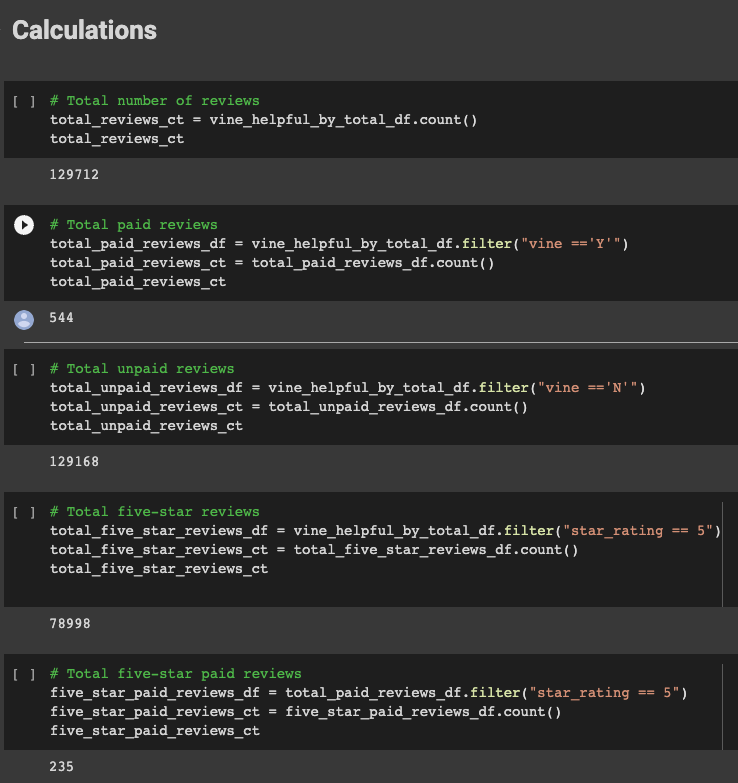 Calculations
[ ] # Total number of reviews
total_reviews_ct = vine_helpful_by_total_df.count()
total_reviews_ct
129712
# Total paid reviews
total_paid_reviews_df = vine_helpful_by_total_df.filter("vine =='Y'")
total_paid_reviews_ct = total_paid_reviews_df.count()
total_paid_reviews_ct
544
[ ] # Total unpaid reviews
total_unpaid_reviews_df = vine_helpful_by_total_df.filter("vine =='N'")
total_unpaid_reviews_ct = total_unpaid_reviews_df.count()
total_unpaid_reviews_ct
129168
[ ] # Total five-star reviews
total_five_star_reviews_df = vine_helpful_by_total_df.filter("star_rating == 5")
total_five_star_reviews_ct = total_five_star_reviews_df.count()
total_five_star_reviews_ct
78998
[ ] # Total five-star paid reviews
five_star_paid_reviews_df = total_paid_reviews_df.filter("star_rating == 5")
five_star_paid_reviews_ct = five_star_paid_reviews_df.count()
five_star_paid_reviews_ct
235